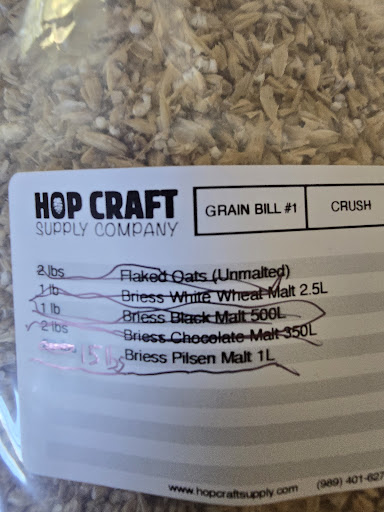 HOP CRAFT
SUPPLY COMPANY
GRAIN BILL #1
CRUSH
2 lbs Flaked Oats (Unmalted)
1 lb Briess White Wheat Malt 2.5L
1 lb Briess Black Malt 500L
2 lbs Briess Chocolate Malt 350L
15 lbs Briess Pilsen Malt 1L
www.hopcraftsupply.com (989) 401-627